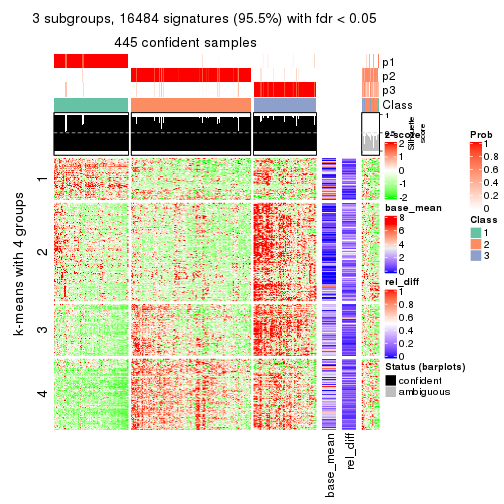 3 subgroups, 16484 signatures (95.5%) with fdr < 0.05
445 confident samples
p1
p2
p3
Class
1
Silhouette
score
z-score
2
1
0
-1
-2
base_mean
8
6
4
2
0
rel_diff
1
0.8
0.6
0.4
0.2
0
Status (barplots)
confident
ambiguous
Prob
1
0.8
0.6
0.4
0.2
0
Class
1
2
3
k-means with 4 groups
1
2
3
4
base_mean
rel_diff